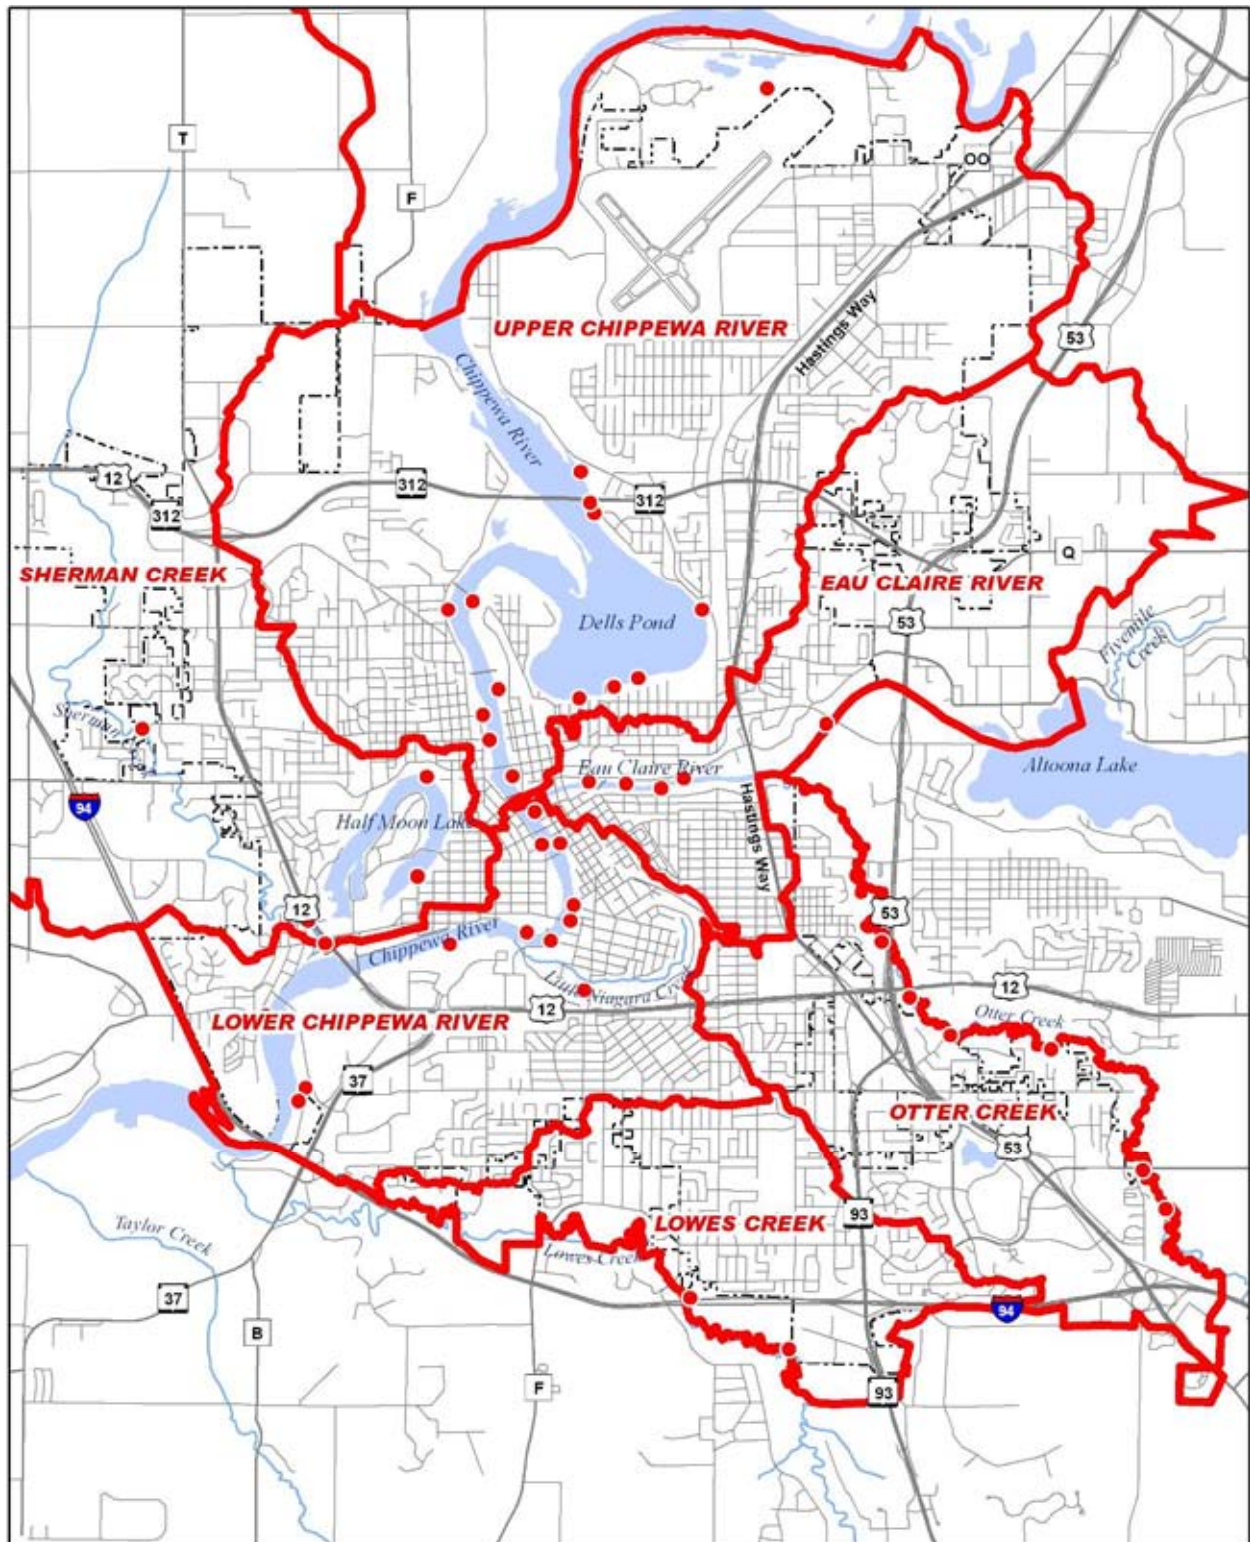 T
F
OO
UPPER CHIPPEWA RIVER
Hastings Way
53
Chippewa River
12
312
312
312
SHERMAN CREEK
Q
EAU CLAIRE RIVER
Dells Pond
53
Fivemile
Creek
Sherman
Eau Claire River
Altoona Lake
94
Half Moon Lake
Hastings Way
12
53
Chippewa River
Little Niagara Creek
12
12
LOWER CHIPPEWA RIVER
Otter Creek
37
OTTER CREEK
53
Taylor Creek
LOWES CREEK
93
Lowes Creek
37
94
B
F
93